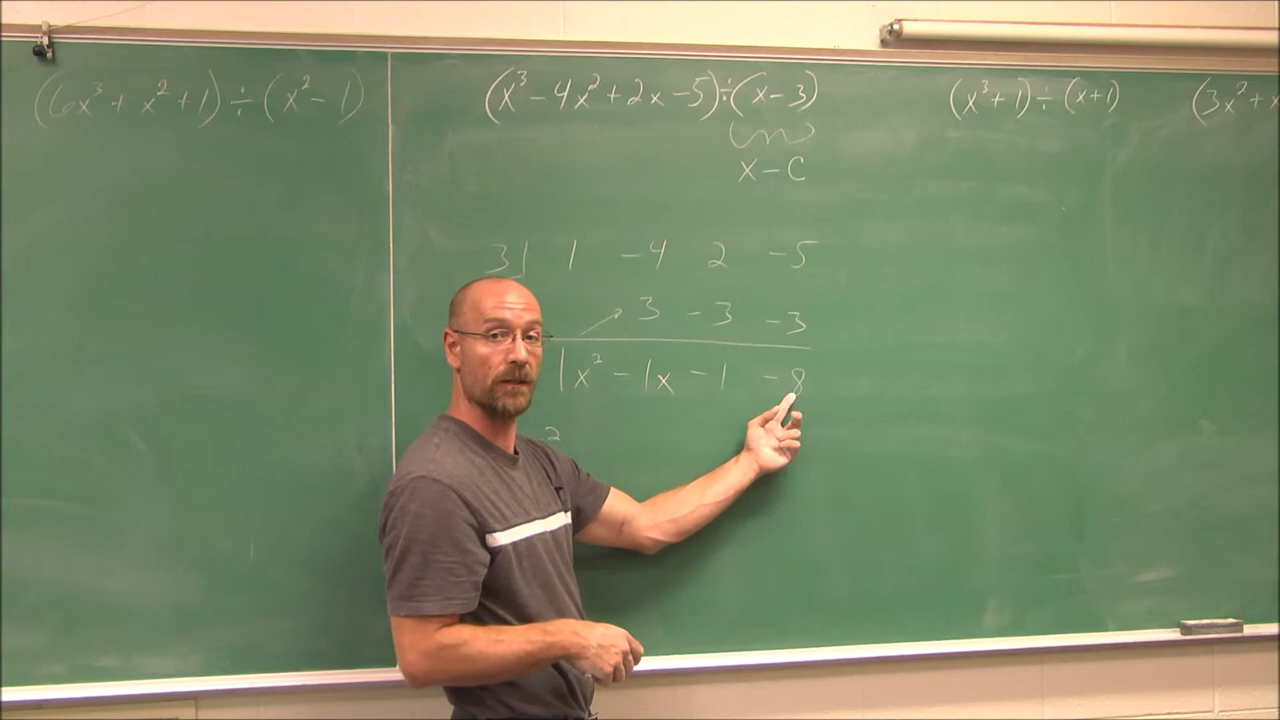 (6x³ + x² + 1) ÷ (x² - 1)
(x³ - 4x² + 2x - 5) ÷ (x - 3)
x - C
3| 1 -4 2 -5
3 -3 -3
1x² - 1x - 1 -8
2
(x³ + 1) ÷ (x + 1)
(3x² + x